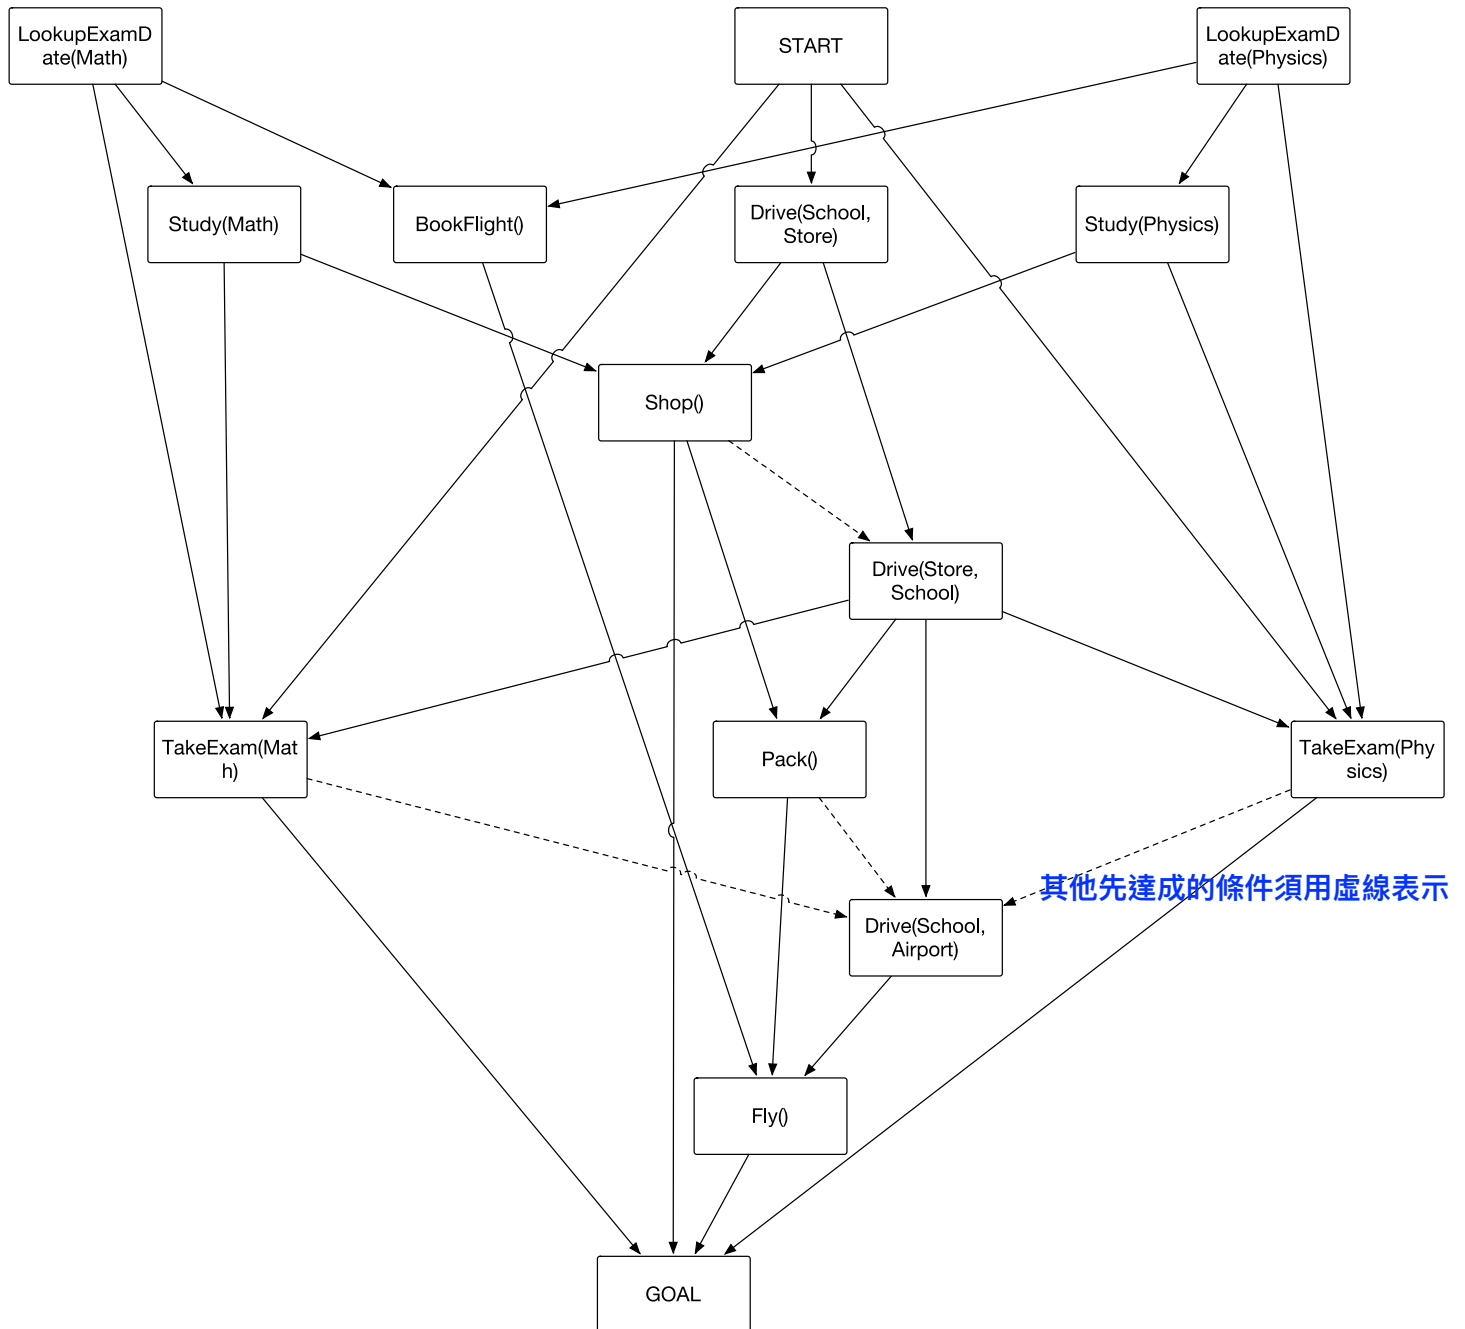 LookupExamD
ate(Math)
START
LookupExamD
ate(Physics)
Study(Math)
BookFlight()
Drive(School,
Store)
Study(Physics)
Shop()
Drive(Store,
School)
TakeExam(Mat
h)
Pack()
TakeExam(Phy
sics)
其他先達成的條件須用虛線表示
Drive(School,
Airport)
Fly()
GOAL